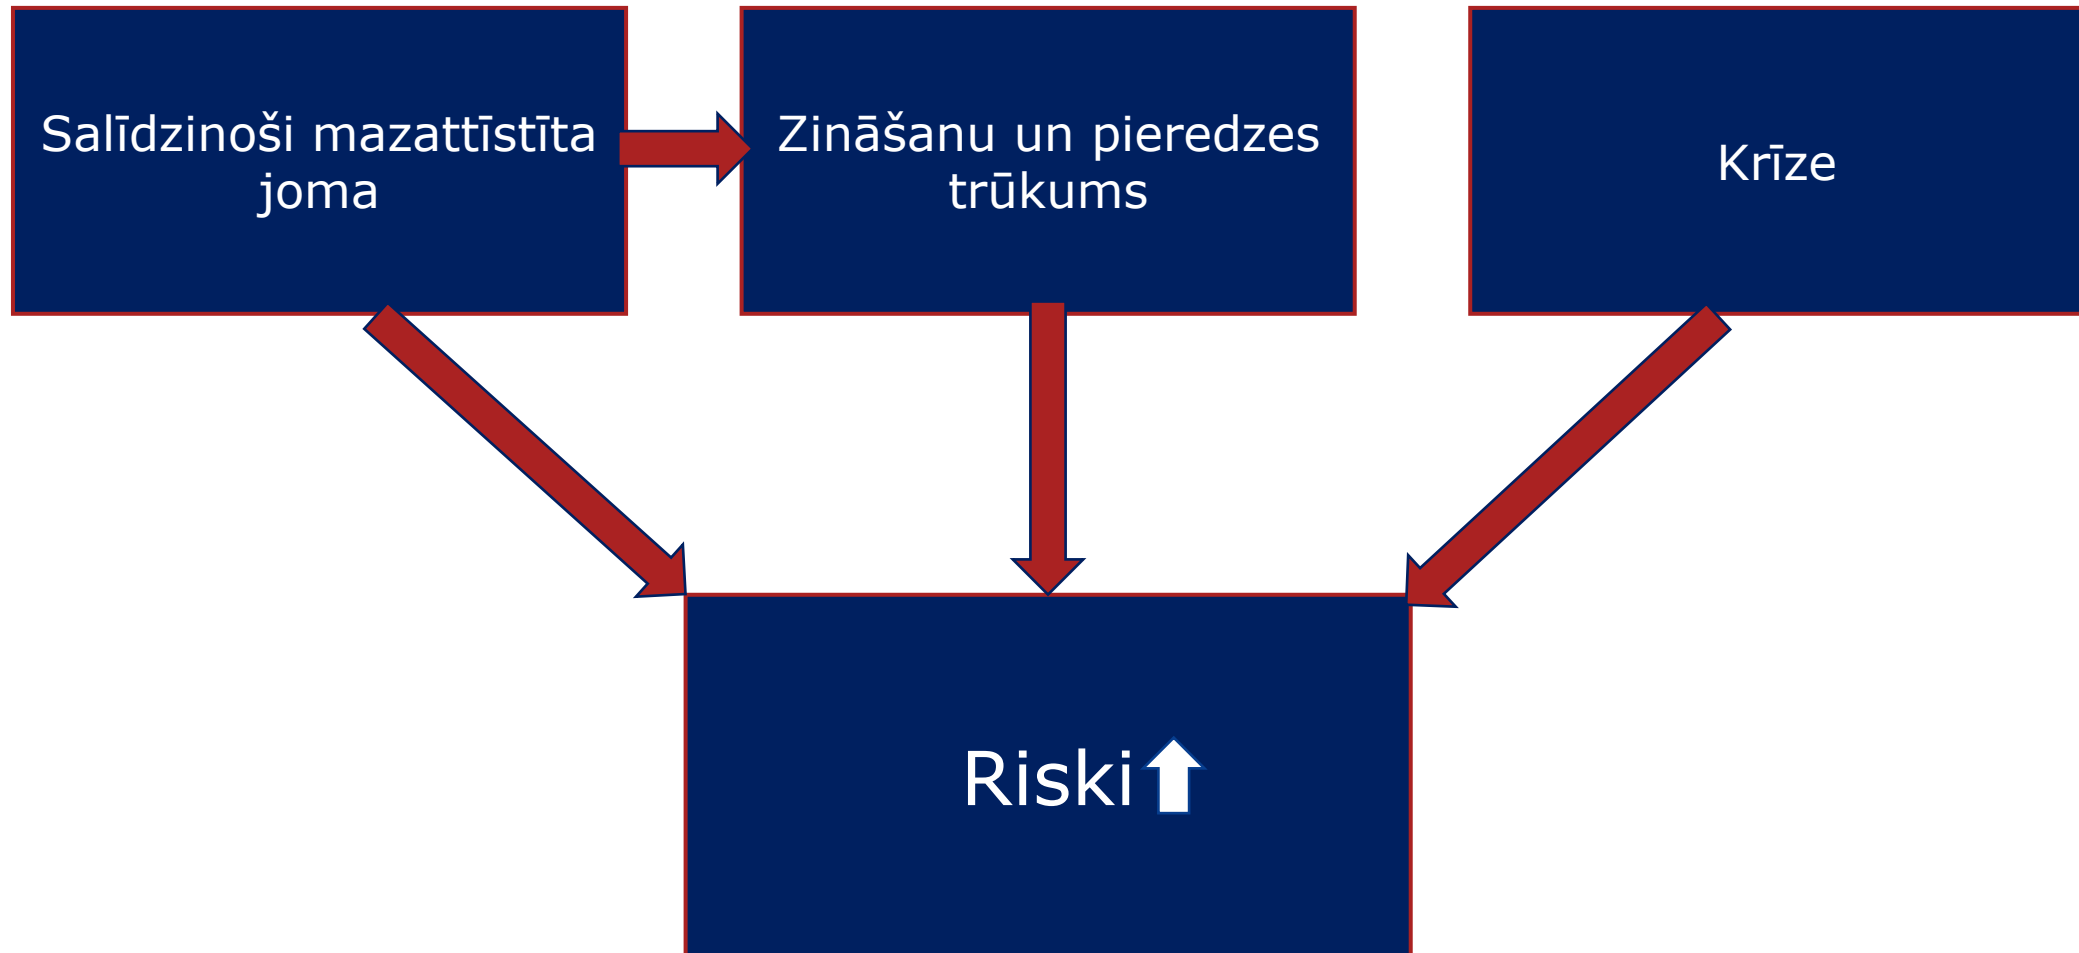 Salīdzinoši mazattīstīta
joma
Zināšanu un pieredzes
trūkums
Krīze
Riski